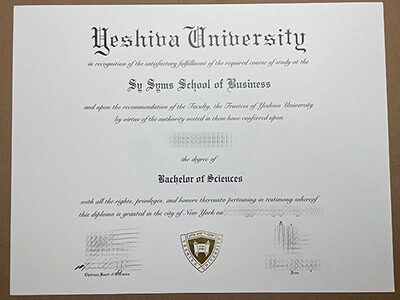 Yeshiva University
in recognition of the satisfactory fulfillment of the required course of study at the
Sy Syms School of Business
and upon the recommendation of the Faculty, the Trustees of Yeshiva University
by virtue of the authority vested in them have conferred upon
the degree of
Bachelor of Sciences
with all the rights, privileges, and honors thereunto pertaining in testimony whereof
this diploma is granted in the city of New York on
Chairman, Board of
Dean